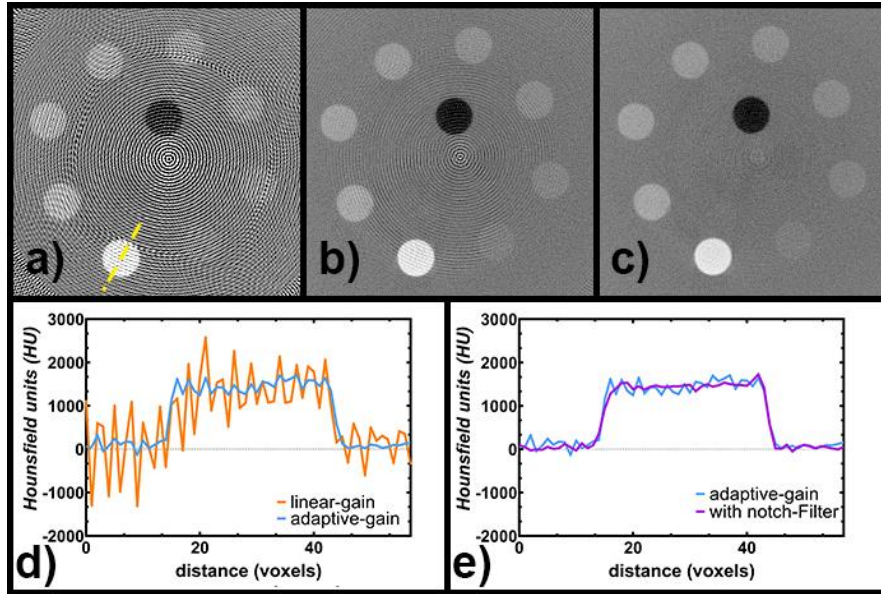 a)
b)
c)
3000
2000
1000
0
-1000
-2000
Hounsfield units (HU)
linear-gain
adaptive-gain
0
20
40
distance (voxels)
d)
3000
2000
1000
0
-1000
-2000
Hounsfield units (HU)
adaptive-gain
with notch-Filter
0
20
40
distance (voxels)
e)